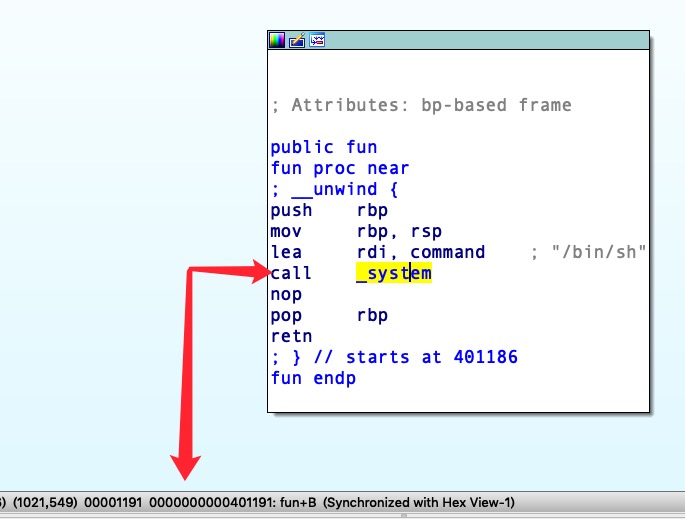 ; Attributes: bp-based frame
public fun
fun proc near
; __unwind {
push rbp
mov rbp, rsp
lea rdi, command ; "/bin/sh"
call _system
nop
pop rbp
retn
; } // starts at 401186
fun endp
) (1021,549) 00001191 0000000000401191: fun+B (Synchronized with Hex View-1)